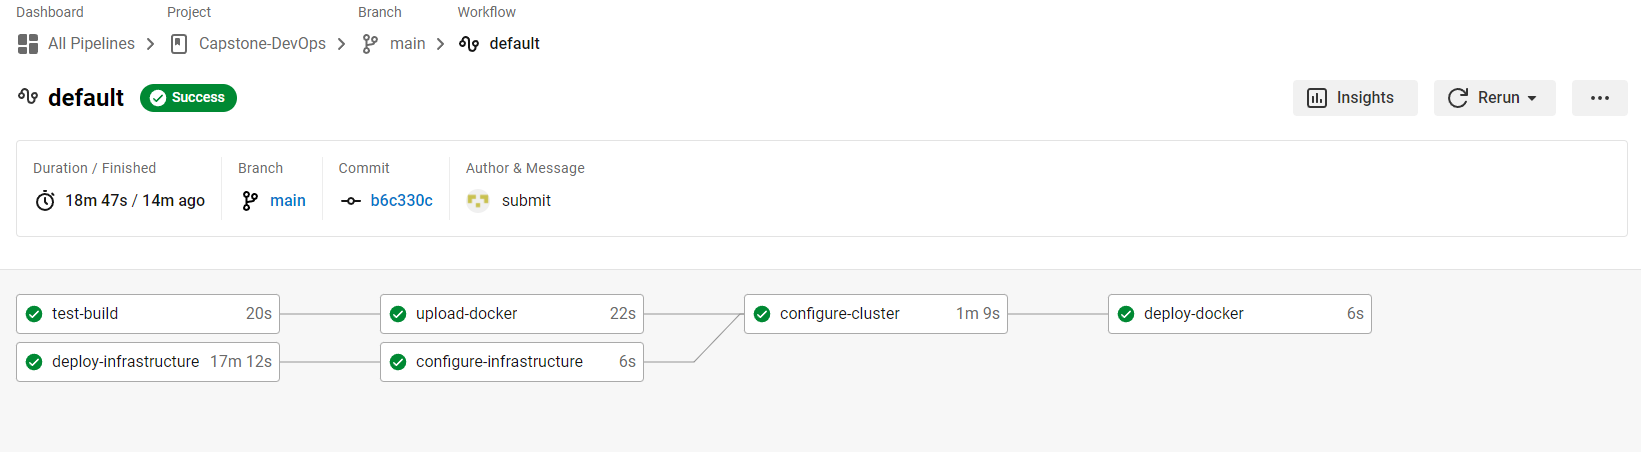 Dashboard Project Branch Workflow
All Pipelines Capstone-DevOps main default
default Success Insights Rerun
Duration / Finished Branch Commit Author & Message
18m 47s / 14m ago main b6c330c submit
test-build 20s upload-docker 22s configure-cluster 1m 9s deploy-docker 6s
deploy-infrastructure 17m 12s configure-infrastructure 6s